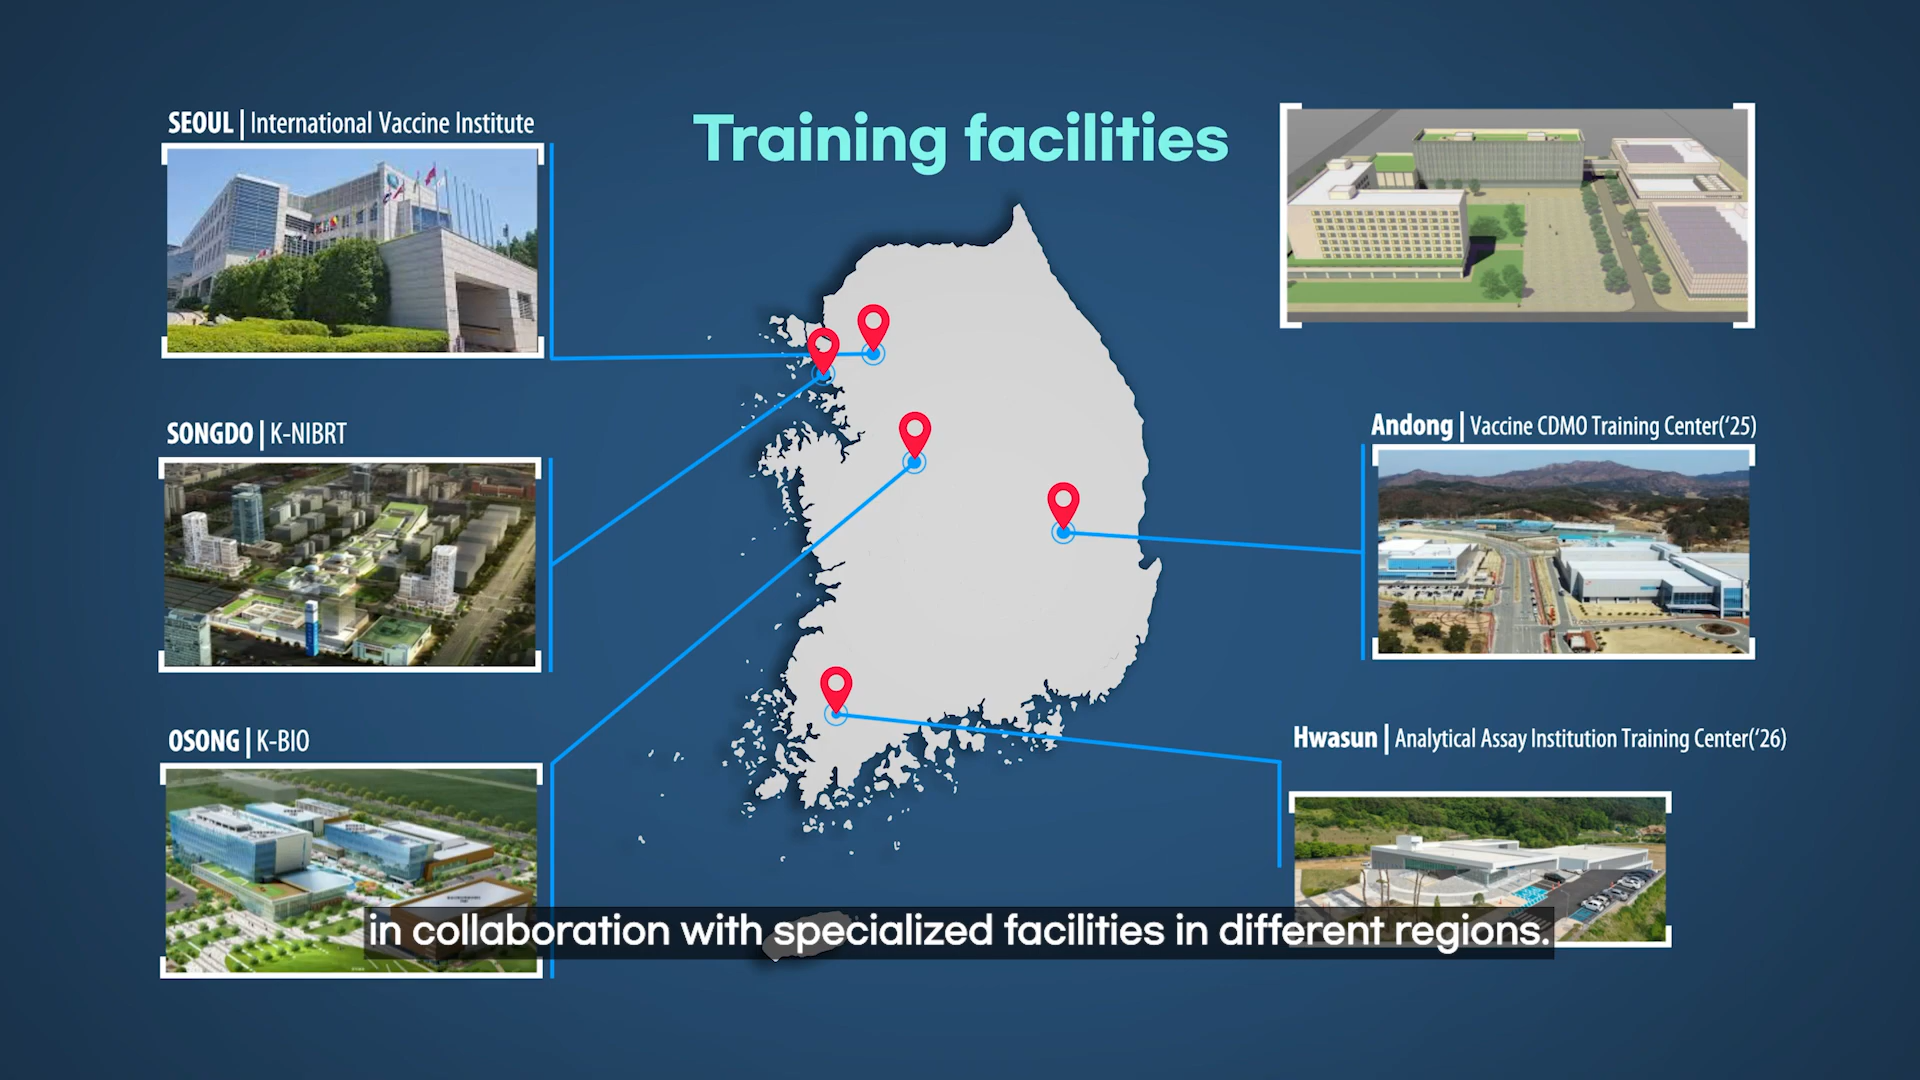 Training facilities
SEOUL | International Vaccine Institute
SONGDO | K-NIBRT
OSONG | K-BIO
Andong | Vaccine CDMO Training Center(‘25)
Hwasun | Analytical Assay Institution Training Center(‘26)
in collaboration with specialized facilities in different regions.